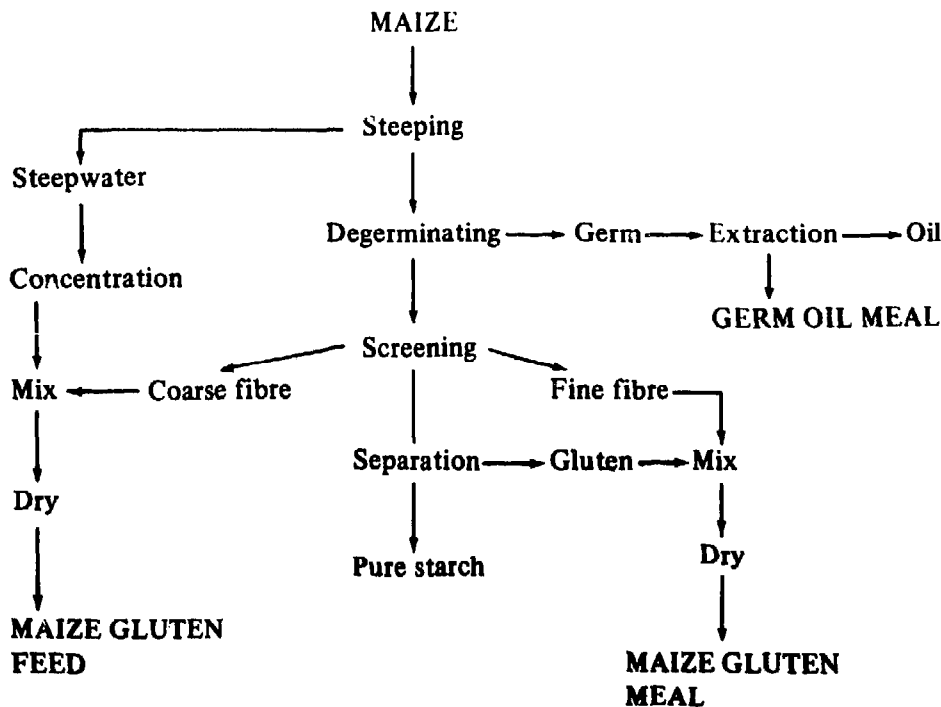 MAIZE
Steeping
Steepwater
Degerminating
Germ
Extraction
Oil
Concentration
GERM OIL MEAL
Screening
Mix
Coarse fibre
Fine fibre
Separation
Gluten
Mix
Dry
Pure starch
Dry
MAIZE GLUTEN
FEED
MAIZE GLUTEN
MEAL